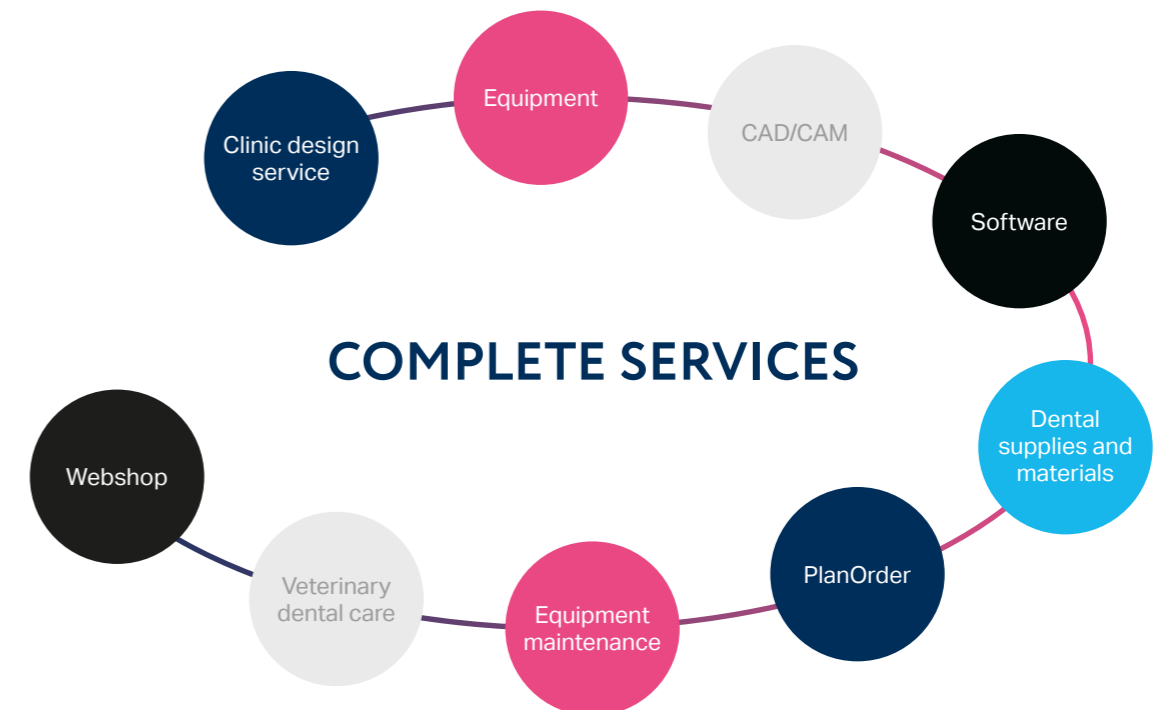 Equipment
CAD/CAM
Clinic design
service
Software
COMPLETE SERVICES
Dental
supplies and
materials
Webshop
PlanOrder
Veterinary
dental care
Equipment
maintenance